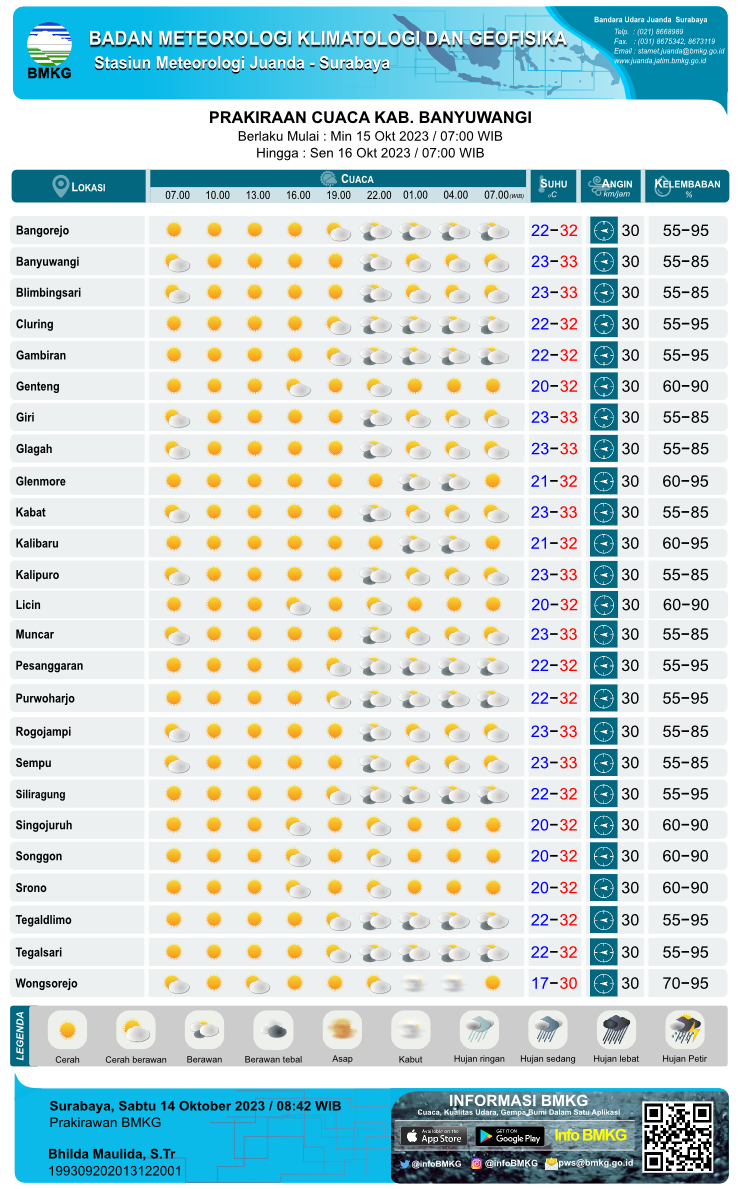 BMKG
BADAN METEOROLOGI KLIMATOLOGI DAN GEOFISIKA
Stasiun Meteorologi Juanda - Surabaya
Bandara Udara Juanda Surabaya
Telp. : (021) 8668989
Fax. : (031) 8675342, 8673119
Email : stamet.juanda@bmkg.go.id
www.juanda.jatim.bmkg.go.id
PRAKIRAAN CUACA KAB. BANYUWANGI
Berlaku Mulai : Min 15 Okt 2023 / 07:00 WIB
Hingga : Sen 16 Okt 2023 / 07:00 WIB
LOKASI CUACA SUHU °C ANGIN km/jam KELEMBABAN %
07.00 10.00 13.00 16.00 19.00 22.00 01.00 04.00 07.00 (WIB)
Bangorejo 22-32 30 55-95
Banyuwangi 23-33 30 55-85
Blimbingsari 23-33 30 55-85
Cluring 22-32 30 55-95
Gambiran 22-32 30 55-95
Genteng 20-32 30 60-90
Giri 23-33 30 55-85
Glagah 23-33 30 55-85
Glenmore 21-32 30 60-95
Kabat 23-33 30 55-85
Kalibaru 21-32 30 60-95
Kalipuro 23-33 30 55-85
Licin 20-32 30 60-90
Muncar 23-33 30 55-85
Pesanggaran 22-32 30 55-95
Purwoharjo 22-32 30 55-95
Rogojampi 23-33 30 55-85
Sempu 23-33 30 55-85
Siliragung 22-32 30 55-95
Singojuruh 20-32 30 60-90
Songgon 20-32 30 60-90
Srono 20-32 30 60-90
Tegaldlimo 22-32 30 55-95
Tegalsari 22-32 30 55-95
Wongsorejo 17-30 30 70-95
LEGENDA
Cerah Cerah berawan Berawan Berawan tebal Asap Kabut Hujan ringan Hujan sedang Hujan lebat Hujan Petir
Surabaya, Sabtu 14 Oktober 2023 / 08:42 WIB
Prakirawan BMKG
Bhilda Maulida, S.Tr
199309202013122001
INFORMASI BMKG
Cuaca, Kualitas Udara, Gempa Bumi Dalam Satu Aplikasi
Available on the App Store
GET IT ON Google Play
Info BMKG
@infoBMKG @infoBMKG pws@bmkg.go.id